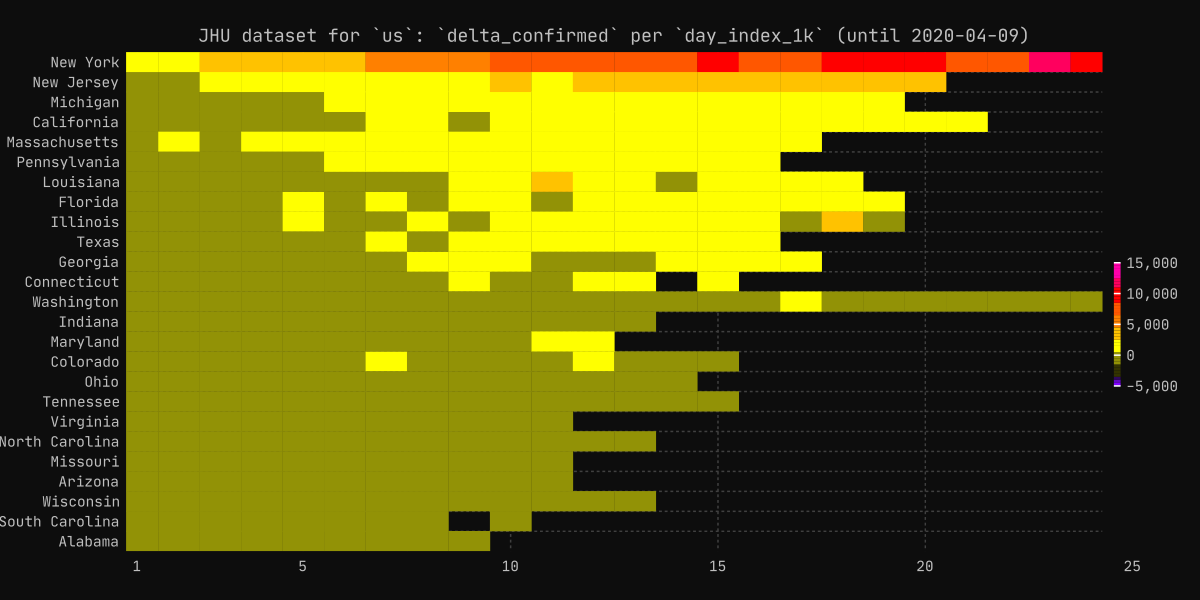 JHU dataset for `us`: `delta_confirmed` per `day_index_1k` (until 2020-04-09)
New York
New Jersey
Michigan
California
Massachusetts
Pennsylvania
Louisiana
Florida
Illinois
Texas
Georgia
Connecticut
Washington
Indiana
Maryland
Colorado
Ohio
Tennessee
Virginia
North Carolina
Missouri
Arizona
Wisconsin
South Carolina
Alabama
15,000
10,000
5,000
0
-5,000
1 5 10 15 20 25